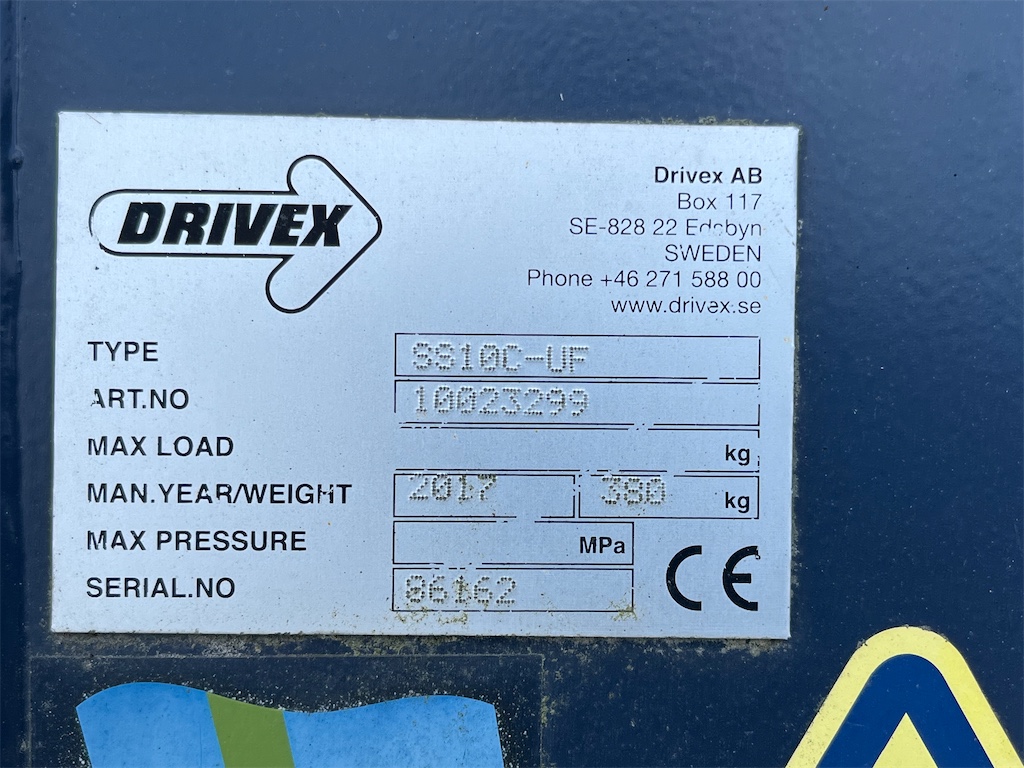 DRIVEX
Drivex AB
Box 117
SE-828 22 Edsbyn
SWEDEN
Phone +46 271 588 00
www.drivex.se
TYPE SS10C-UF
ART.NO 10023299
MAX LOAD kg
MAN.YEAR/WEIGHT 2017 380 kg
MAX PRESSURE MPa
SERIAL.NO 86162
CE